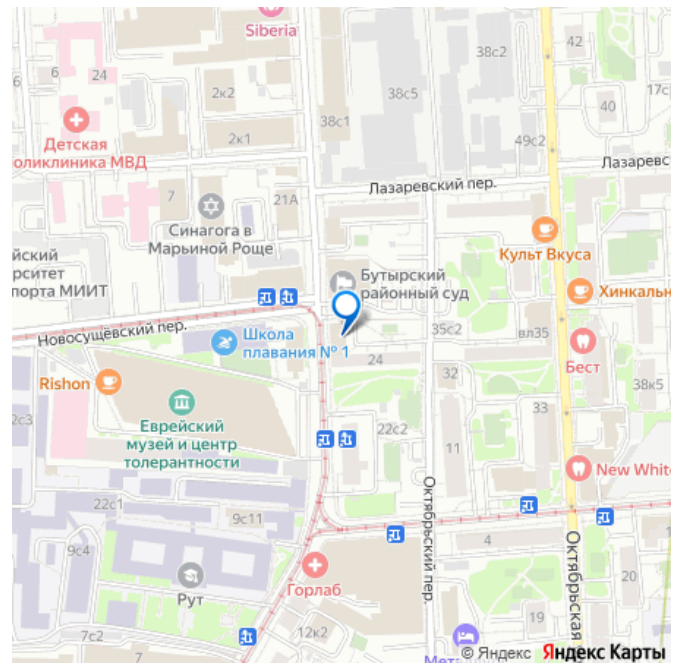 Siberia
42
38с2
17с
6
6
24
2к2
38с5
40
38с1
Детская
оликлиника МВД
2к1
49с2
Лазаревс
Лазаревский пер.
7
21А
Синагога в
Марьиной Роще
йский
рситет
порта МИИТ
Культ Вкуса
Бутырский
районный суд
Хинкальн
Новосущёвский пер.
Школа
плавания № 1
35с2
вл35
24
Бест
32
38к5
Rishon
Еврейский
музей и центр
толерантности
2с3
22с2
33
11
New White
22с1
9с11
Октябрьский пер.
4
Октябрьская
9с4
Рут
Горлаб
20
19
7с2
7
12к2
© Яндекс Яндекс Карты